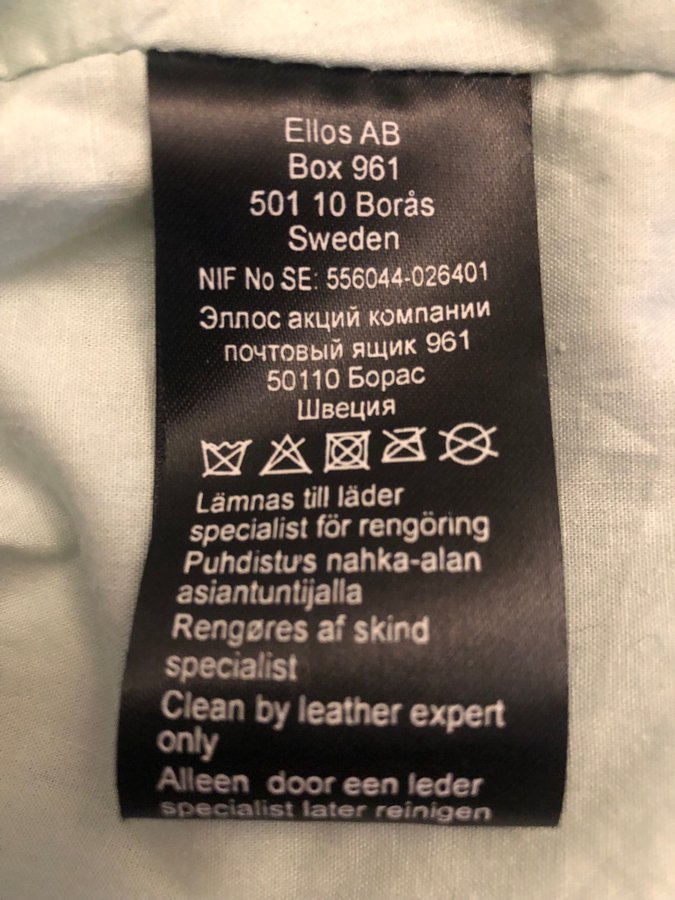 Ellos AB
Box 961
501 10 Borås
Sweden
NIF No SE: 556044-026401
Эллос акций компании
почтовый ящик 961
50110 Борас
Швеция
Lämnas till läder
specialist för rengöring
Puhdistus nahka-alan
asiantuntijalla
Rengøres af skind
specialist
Clean by leather expert
only
Alleen door een leder
specialist later reinigen